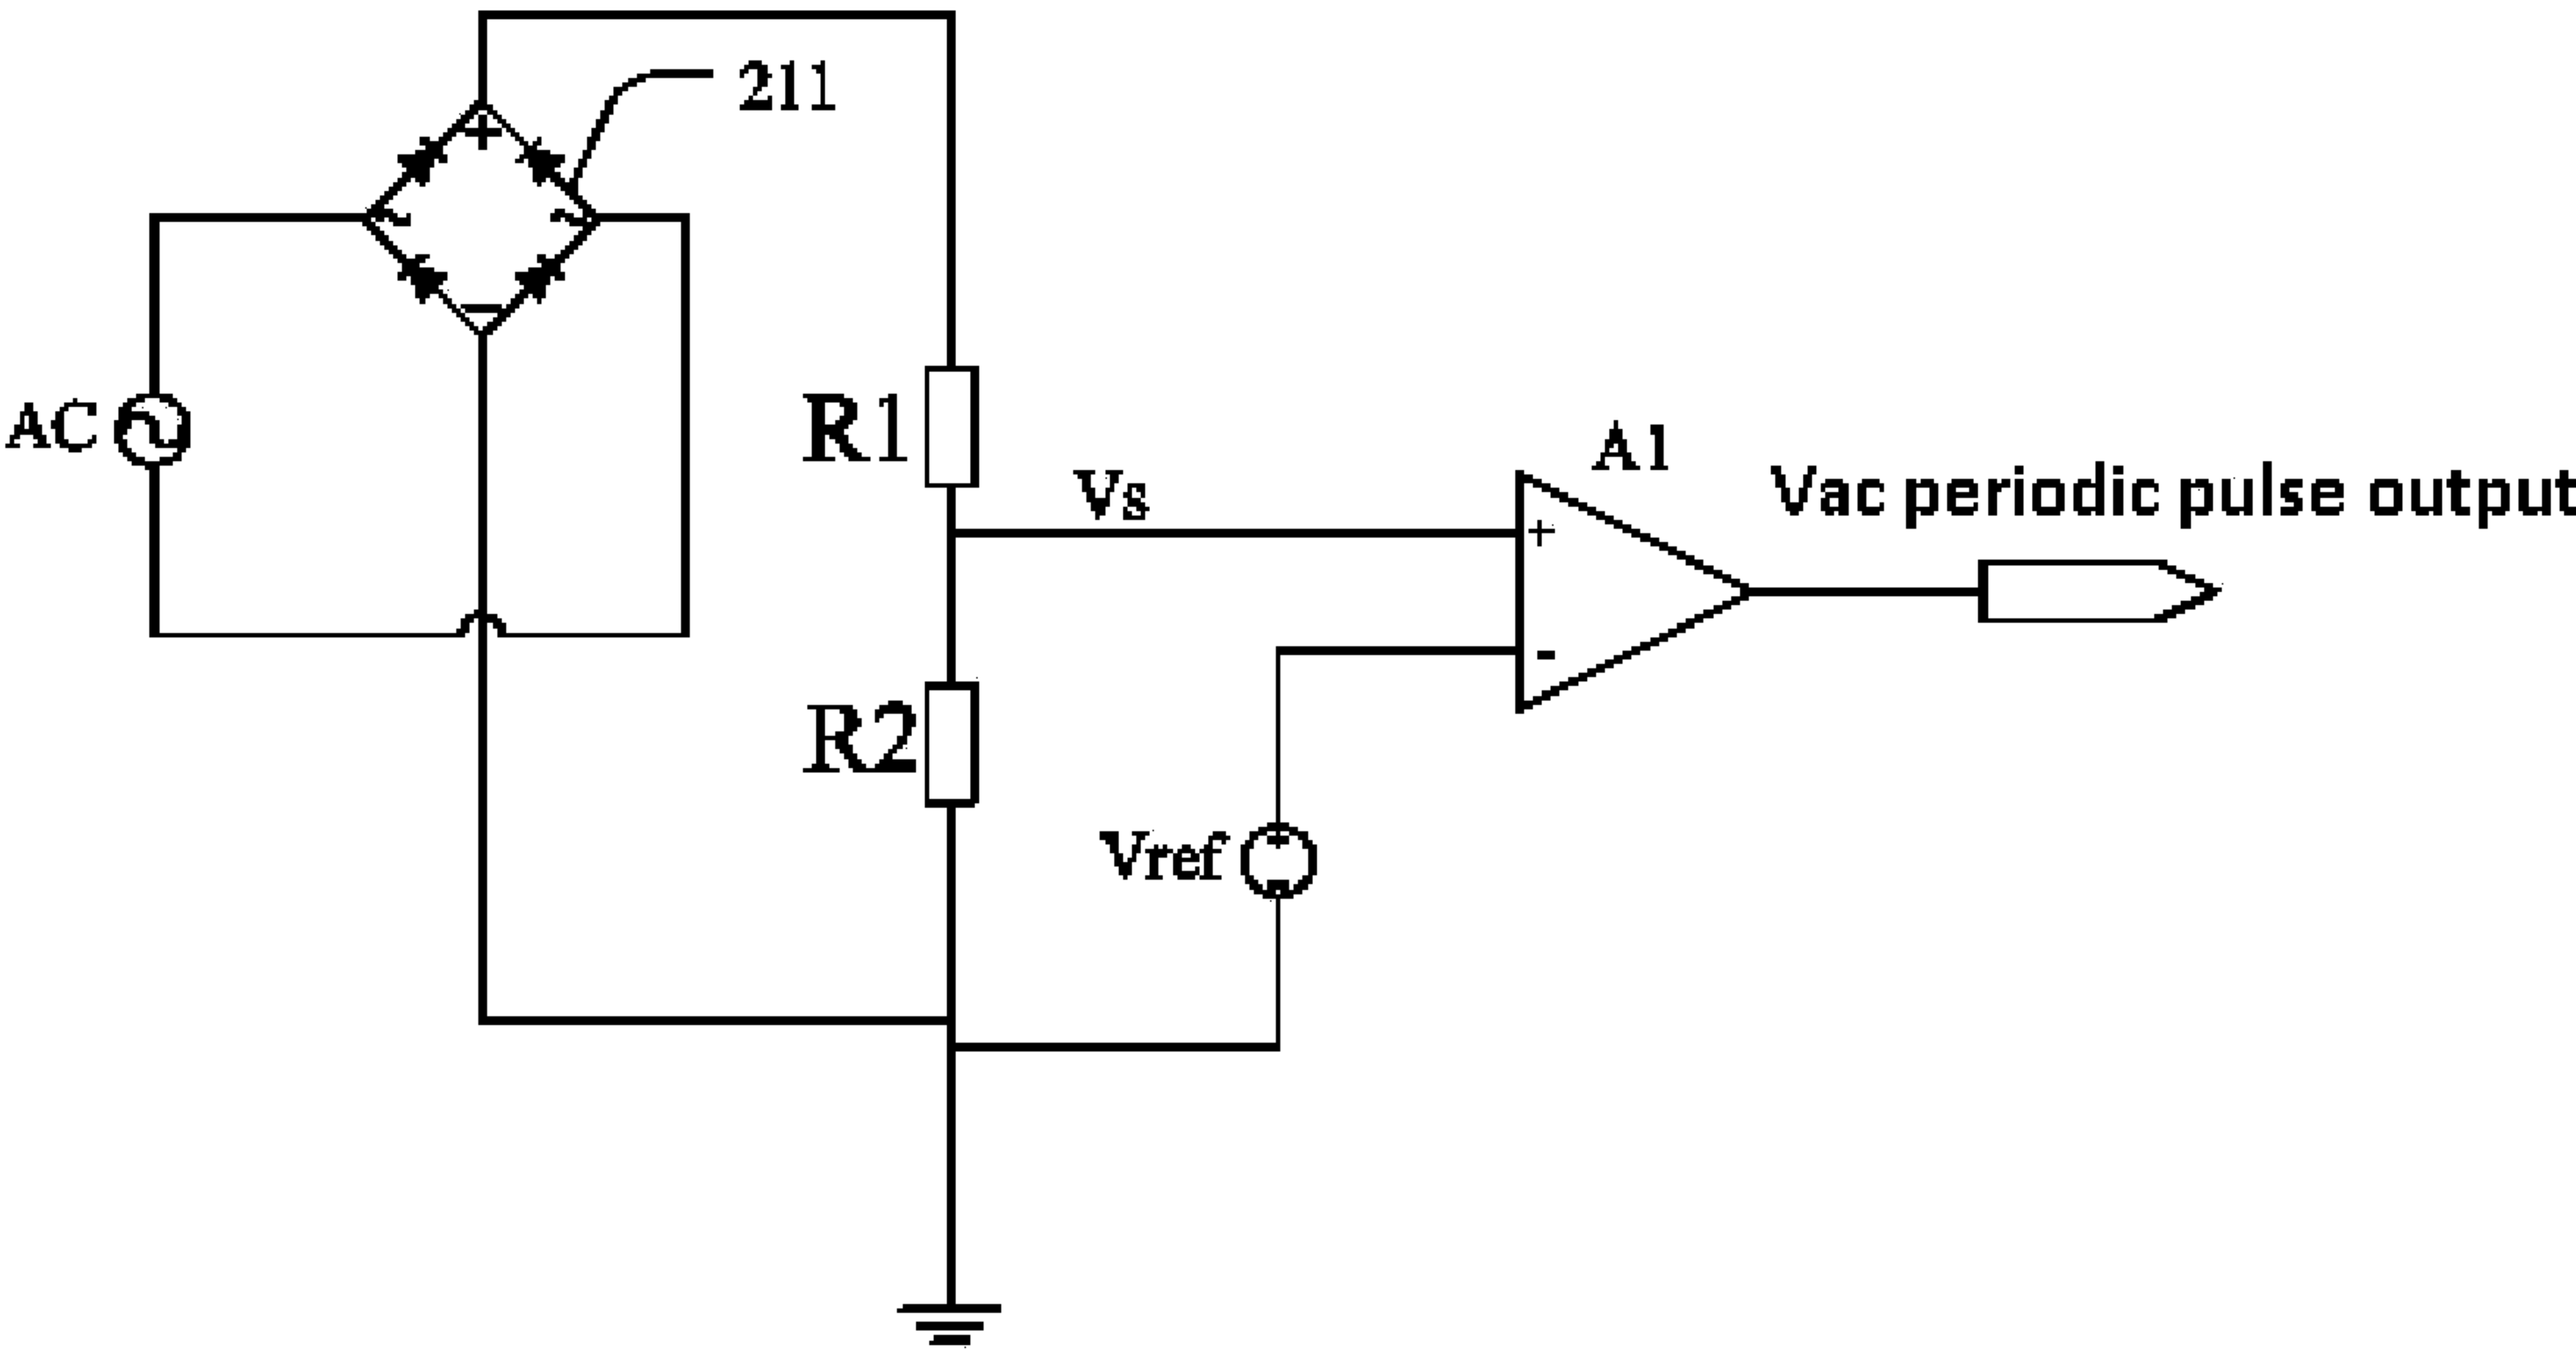 211
AC
R1
Vs
A1
Vac periodic pulse output
+
-
R2
Vref